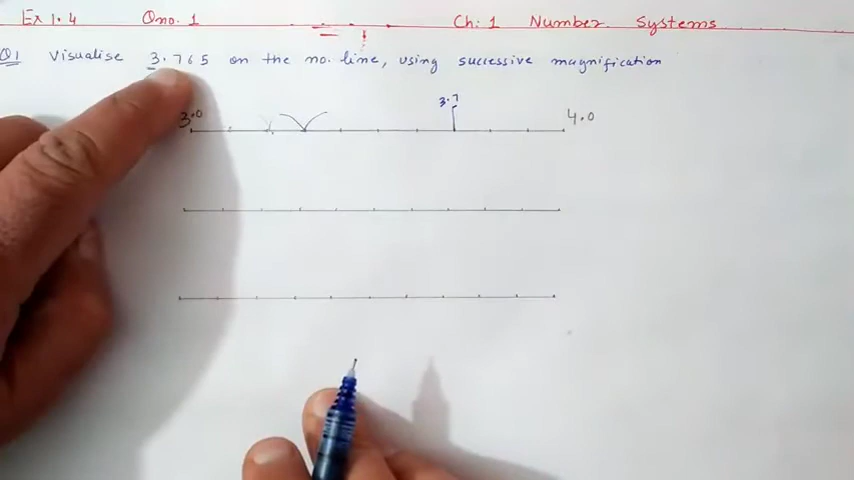 Ex 1.4 Qno. 1 Ch: 1 Number Systems
Q1 Visualise 3.765 on the no. line, using successive magnification
3.7
3.0 4.0